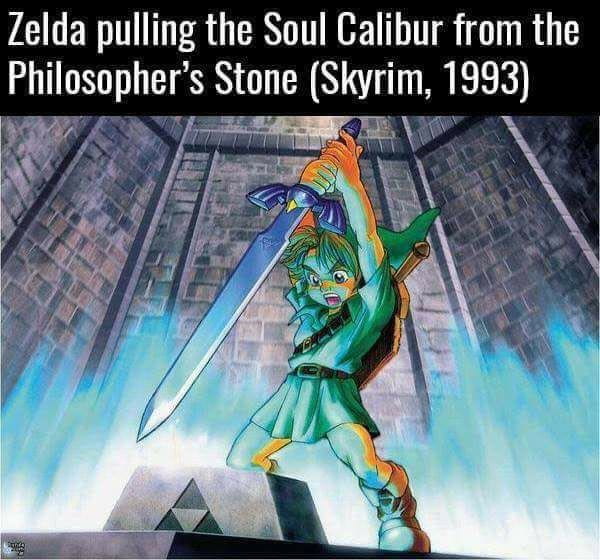 Zelda pulling the Soul Calibur from the
Philosopher's Stone (Skyrim, 1993)